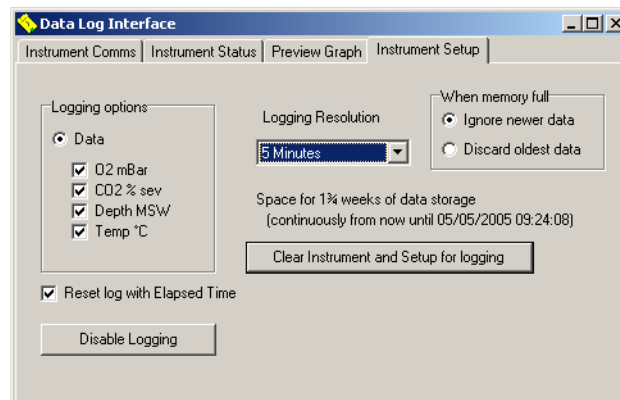 Data Log Interface
Instrument Comms Instrument Status Preview Graph Instrument Setup
Logging options
Data
O2 mBar
CO2 % sev
Depth MSW
Temp °C
Logging Resolution
5 Minutes
When memory full
Ignore newer data
Discard oldest data
Space for 1¾ weeks of data storage
(continuously from now until 05/05/2005 09:24:08)
Clear Instrument and Setup for logging
Reset log with Elapsed Time
Disable Logging